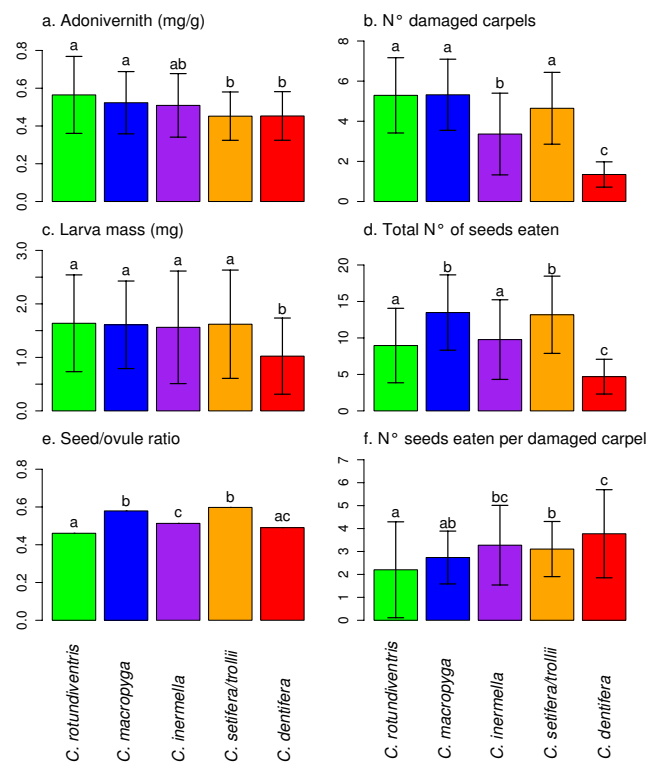 a. Adonivernith (mg/g)
0.0 0.2 0.4 0.6 0.8
a a ab b b
b. N° damaged carpels
0 2 4 6 8
a a b a c
c. Larva mass (mg)
0.0 1.0 2.0 3.0
a a a a b
d. Total N° of seeds eaten
0 5 10 15 20
a b a b c
e. Seed/ovule ratio
0.0 0.2 0.4 0.6 0.8
a b c b ac
f. N° seeds eaten per damaged carpel
0 1 2 3 4 5 6 7
a ab bc b c
C. rotundiventris
C. macropyga
C. inermella
C. setifera/trollii
C. dentifera
C. rotundiventris
C. macropyga
C. inermella
C. setifera/trollii
C. dentifera